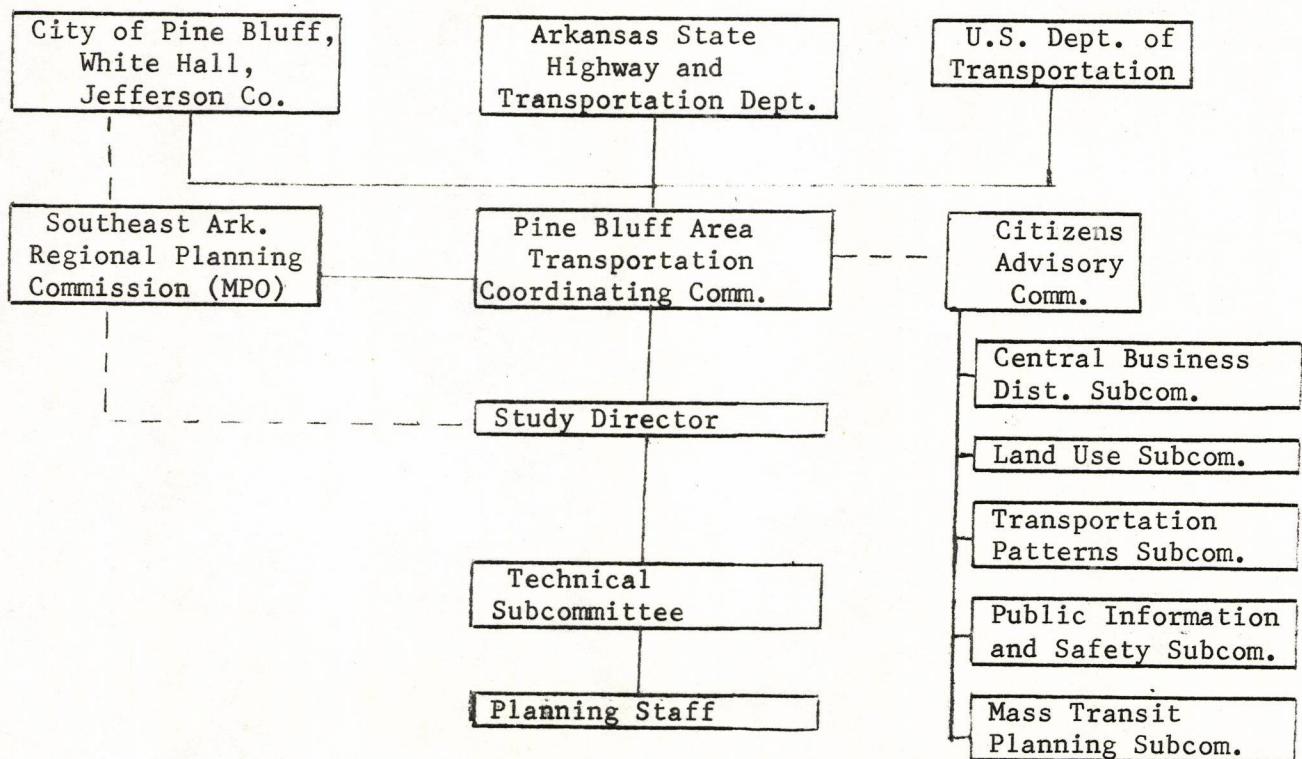 City of Pine Bluff,
White Hall,
Jefferson Co.
Arkansas State
Highway and
Transportation Dept.
U.S. Dept. of
Transportation
Southeast Ark.
Regional Planning
Commission (MPO)
Pine Bluff Area
Transportation
Coordinating Comm.
Citizens
Advisory
Comm.
Central Business
Dist. Subcom.
Study Director
Land Use Subcom.
Transportation
Patterns Subcom.
Technical
Subcommittee
Public Information
and Safety Subcom.
Planning Staff
Mass Transit
Planning Subcom.